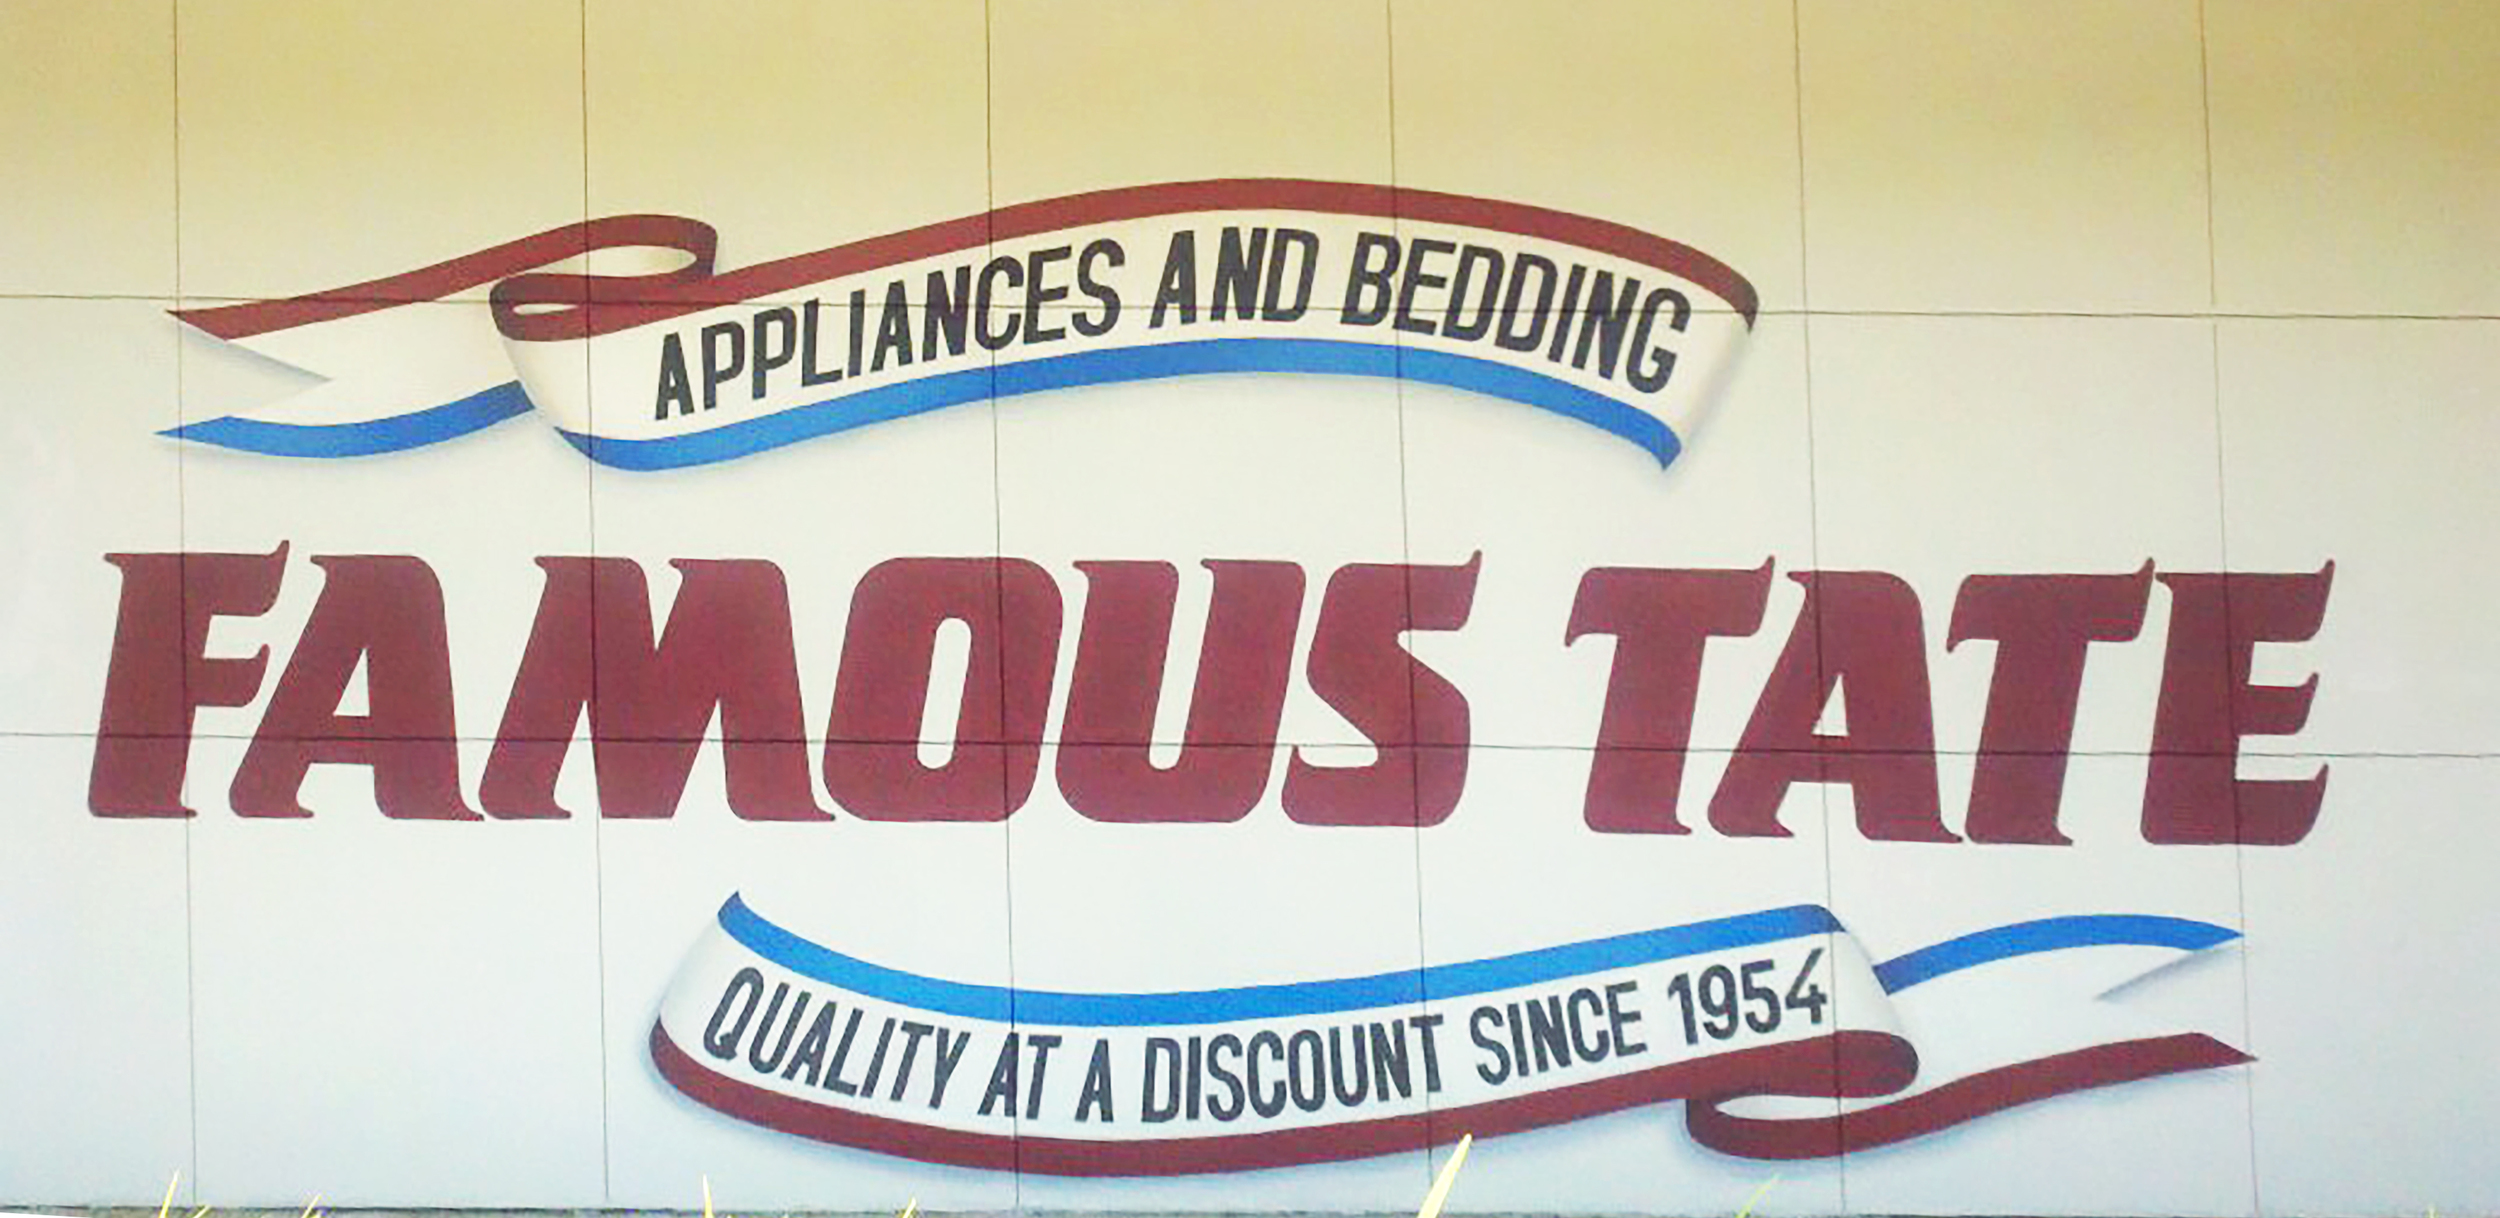 APPLIANCES AND BEDDING
FAMOUS TATE
QUALITY AT A DISCOUNT SINCE 1954